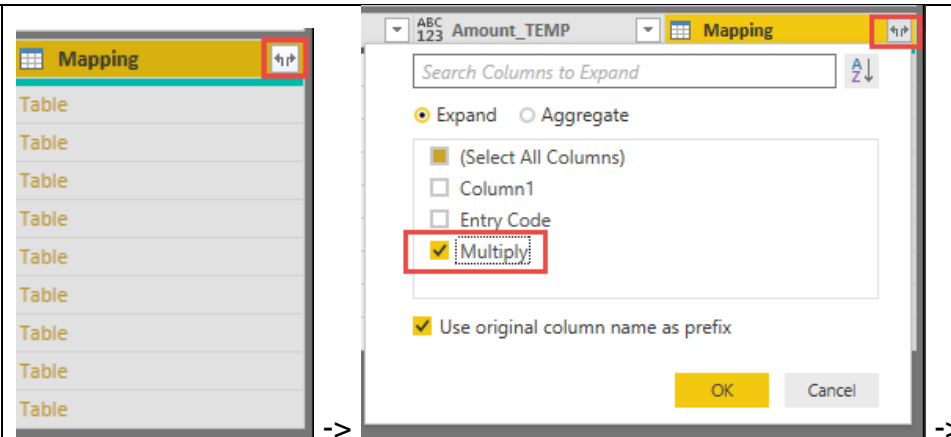 Mapping
Table
Table
Table
Table
Table
Table
Table
Table
Table
->
ABC 123 Amount_TEMP Mapping
Search Columns to Expand
A Z↓
Expand Aggregate
(Select All Columns)
Column1
Entry Code
Multiply
Use original column name as prefix
OK Cancel
->